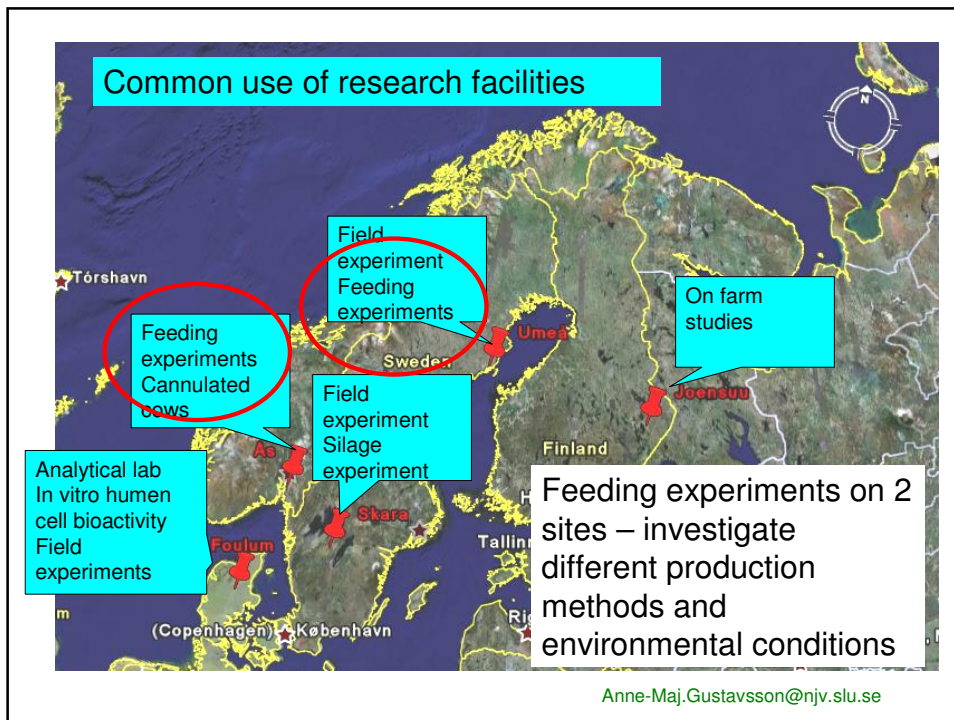 Common use of research facilities
N
Tórshavn
Field
experiment
Feeding
experiments
Umeå
On farm
studies
Feeding
experiments
Cannulated
cows
Sweden
Joensuu
Field
experiment
Silage
experiment
Finland
Ås
Analytical lab
In vitro humen
cell bioactivity
Field
experiments
Skara
Foulum
H
Tallinn
Feeding experiments on 2
sites – investigate
different production
methods and
environmental conditions
m
(Copenhagen)
København
Rig
Anne-Maj.Gustavsson@njv.slu.se